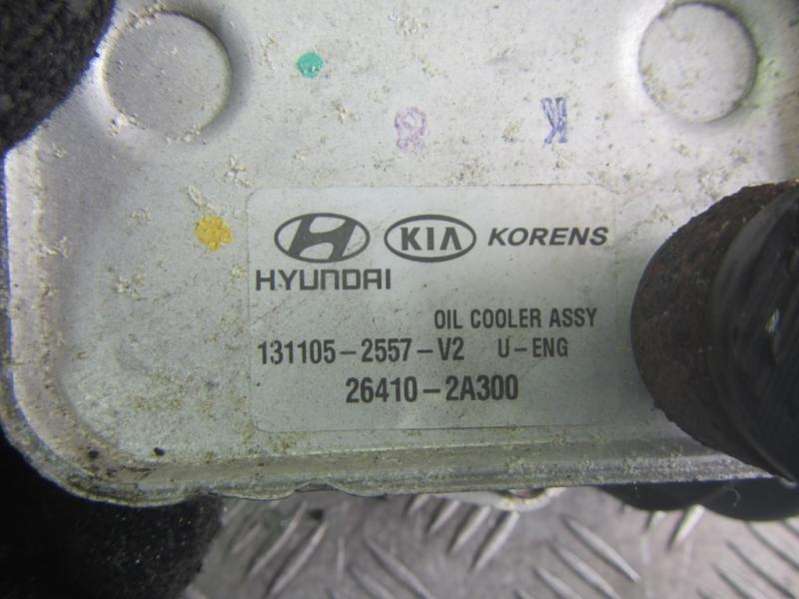 K
HYUNDAI
KIA KORENS
OIL COOLER ASSY
131105-2557-V2 U-ENG
26410-2A300